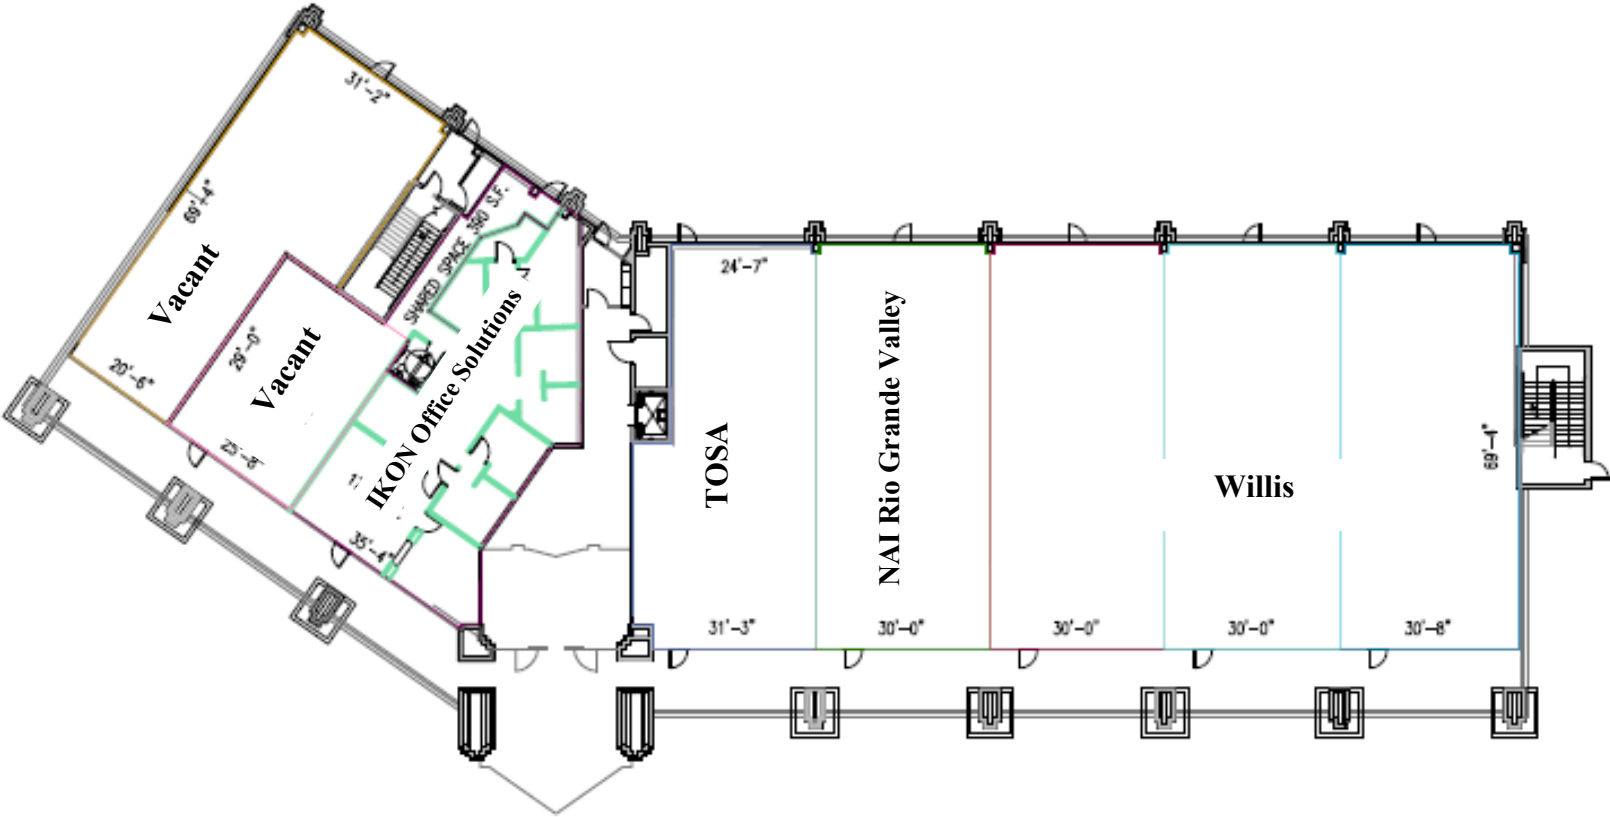 31'-2"
69'-4"
Vacant
20'-6"
29'-0"
Vacant
25'-8"
SHARED SPACE 390 S.F.
IKON Office Solutions
35'-4"
24'-7"
TOSA
31'-3"
NAI Rio Grande Valley
30'-0"
30'-0"
Willis
30'-0"
69'-4"
30'-8"